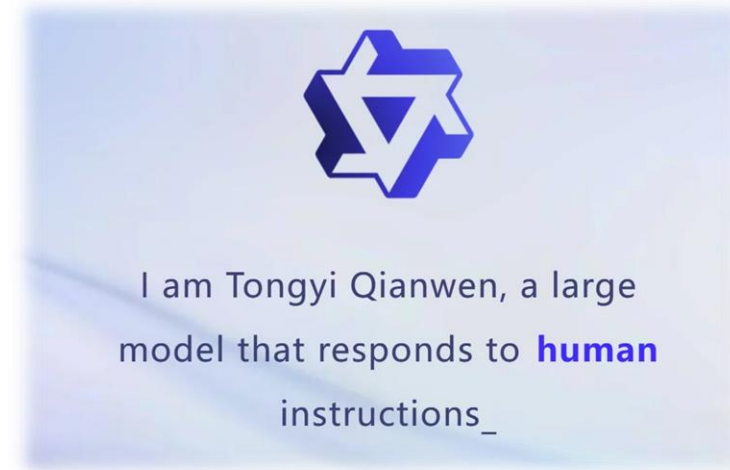 I am Tongyi Qianwen, a large
model that responds to human
instructions_